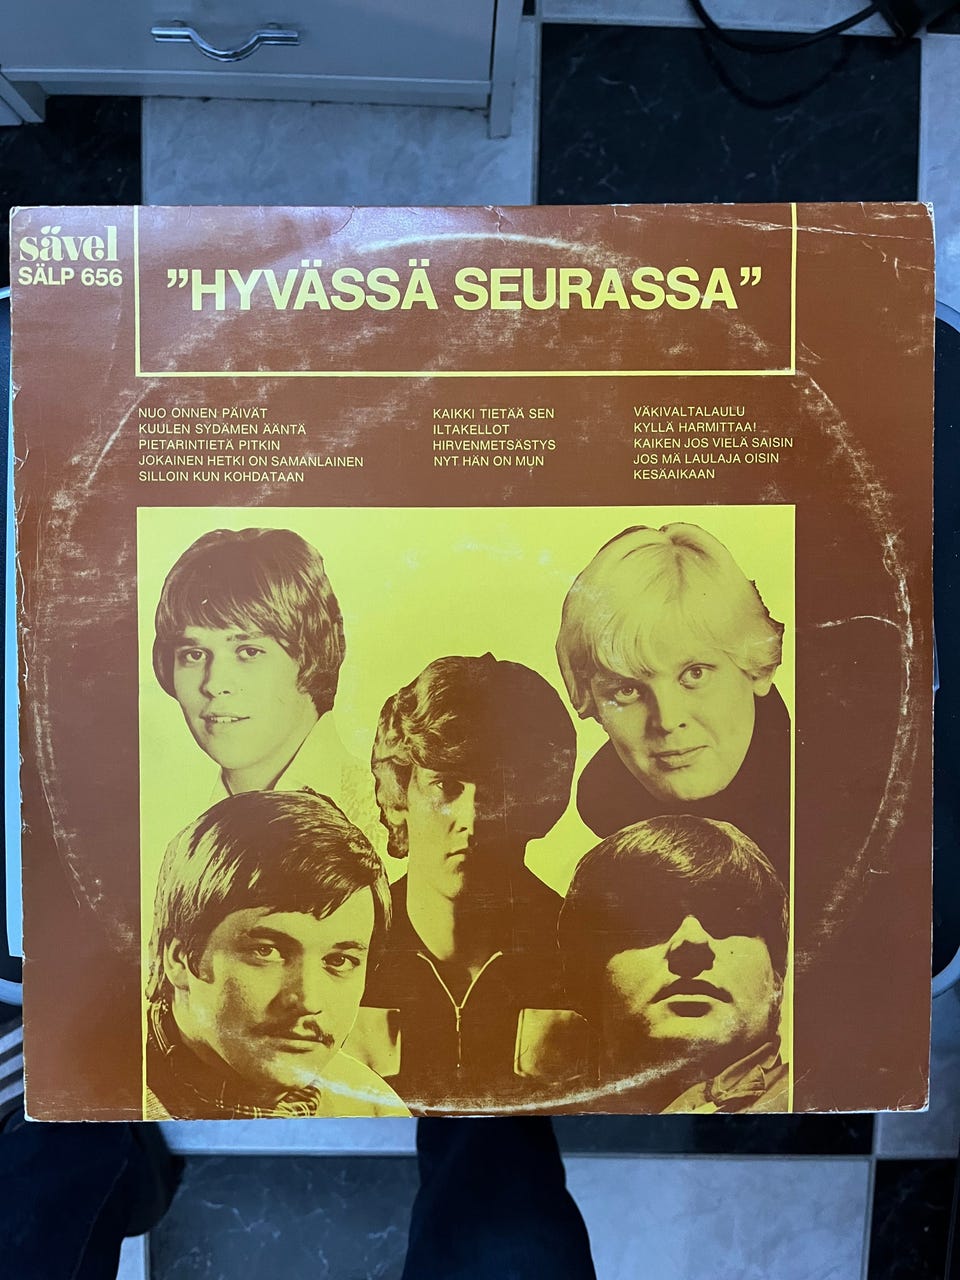 sävel
SÄLP 656
”HYVÄSSÄ SEURASSA”
NUO ONNEN PÄIVÄT
KUULEN SYDÄMEN ÄÄNTÄ
PIETARINTIETÄ PITKIN
JOKAINEN HETKI ON SAMANLAINEN
SILLOIN KUN KOHDATAAN
KAIKKI TIETÄÄ SEN
ILTAKELLOT
HIRVENMETSÄSTYS
NYT HÄN ON MUN
VÄKIVALTALAULU
KYLLÄ HARMITTAA!
KAIKEN JOS VIELÄ SAISIN
JOS MÄ LAULAJA OISIN
KESÄAIKAAN